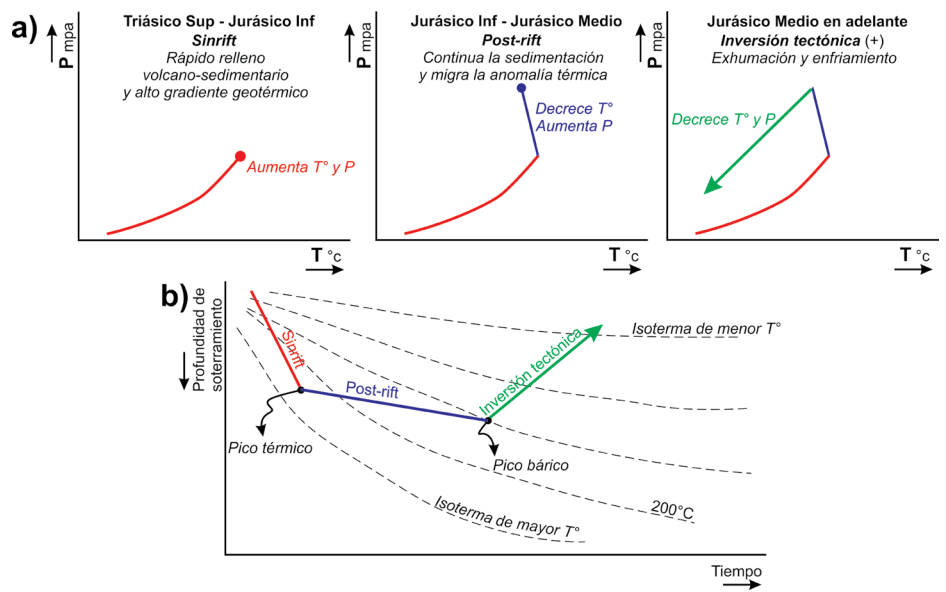 a)
Triásico Sup - Jurásico Inf
Sinrift
Rápido relleno
volcano-sedimentario
y alto gradiente geotérmico
P mpa
Aumenta T° y P
T °c
Jurásico Inf - Jurásico Medio
Post-rift
Continua la sedimentación
y migra la anomalía térmica
P mpa
Decrece T°
Aumenta P
T °c
Jurásico Medio en adelante
Inversión tectónica (+)
Exhumación y enfriamiento
P mpa
Decrece T° y P
T °c
b)
Profundidad de
soterramiento
Sinrift
Post-rift
Inversión tectónica
Isoterma de menor T°
Pico térmico
Pico bárico
200°C
Isoterma de mayor T°
Tiempo